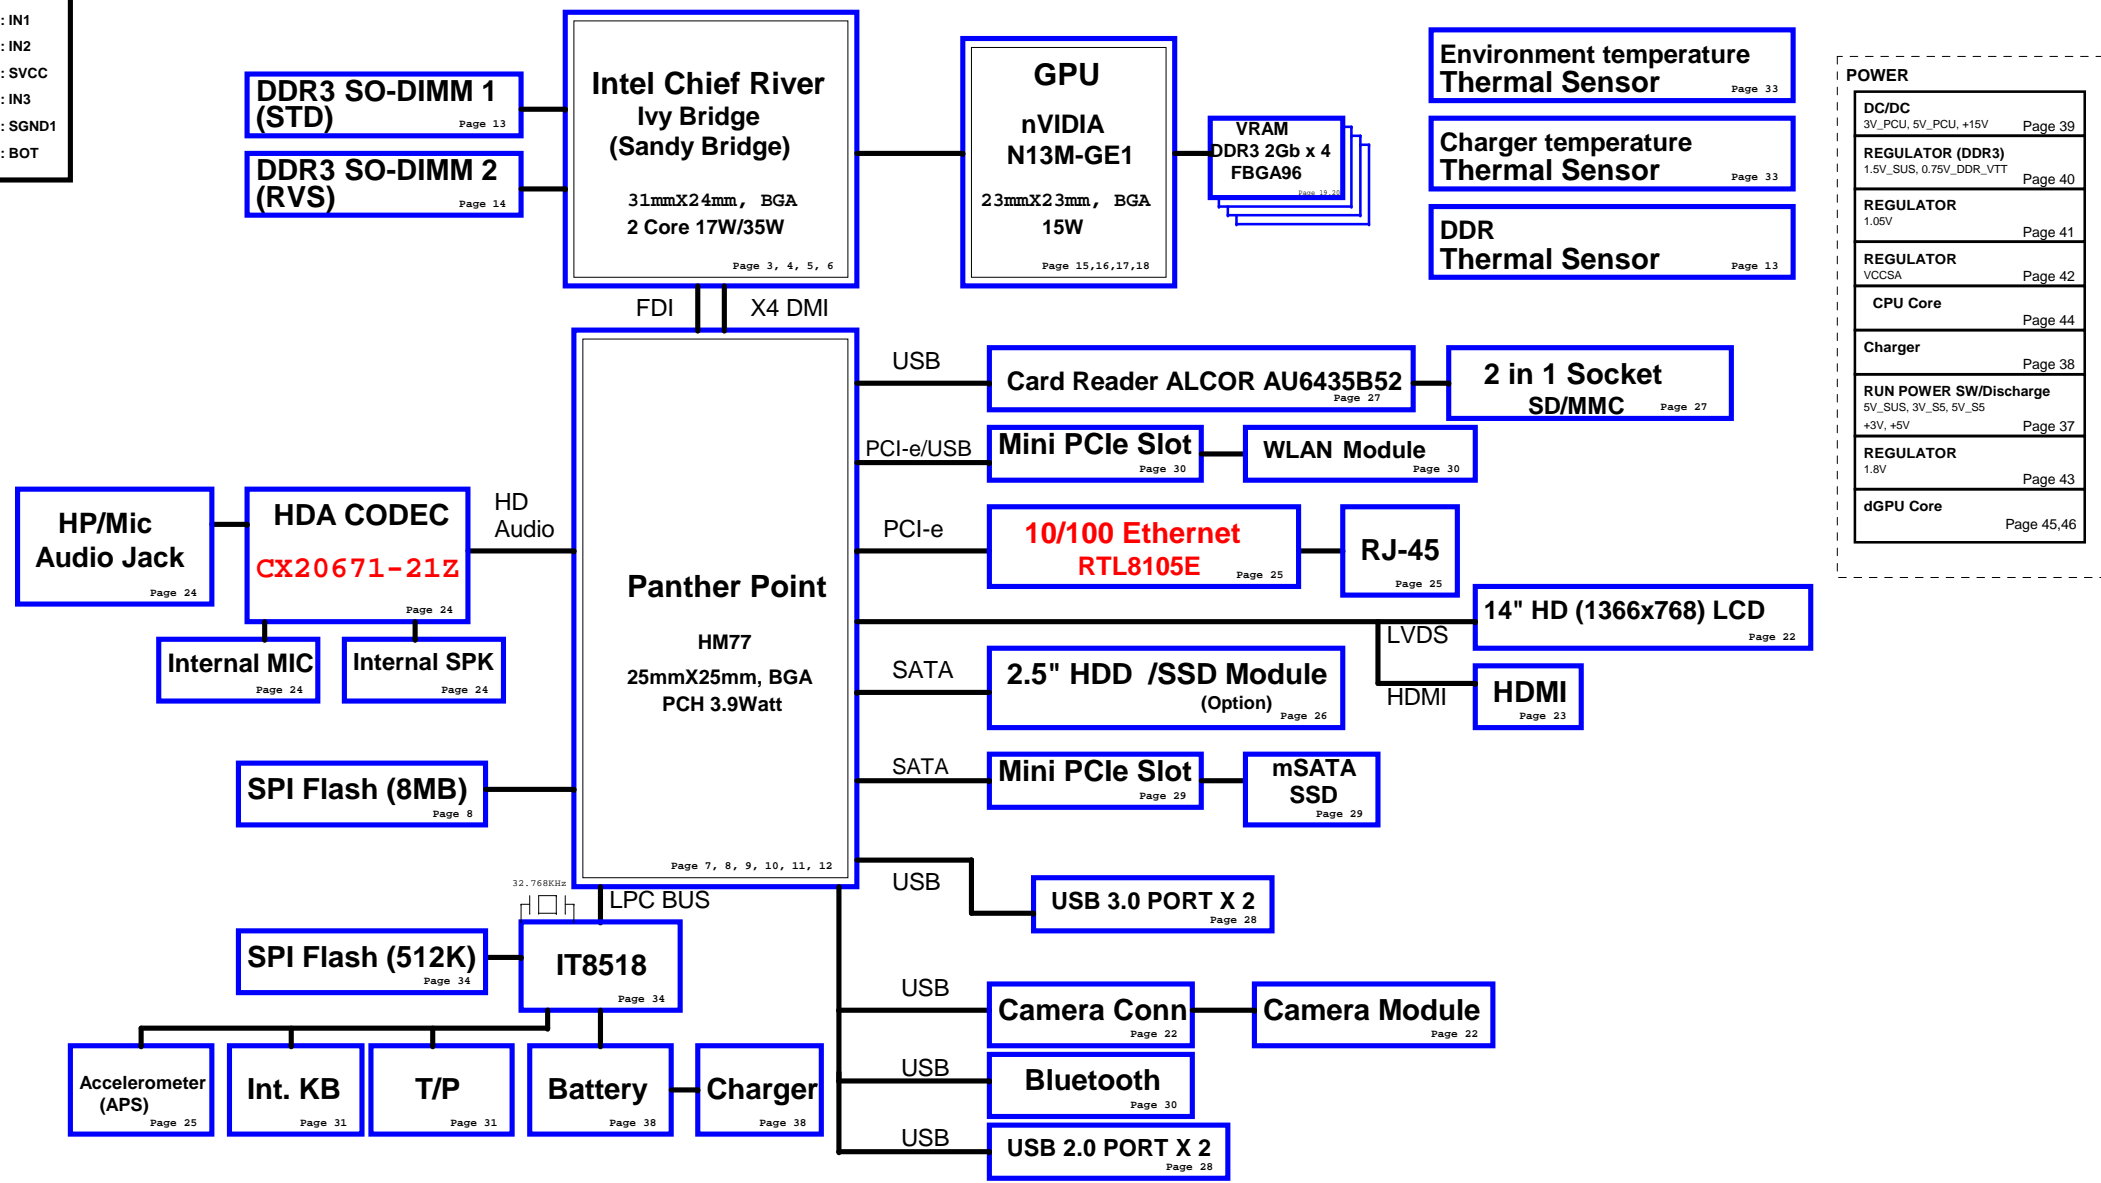 : IN1
: IN2
: SVCC
: IN3
: SGND1
: BOT
DDR3 SO-DIMM 1
(STD)
Page 13
DDR3 SO-DIMM 2
(RVS)
Page 14
Intel Chief River
Ivy Bridge
(Sandy Bridge)
31mmX24mm, BGA
2 Core 17W/35W
Page 3, 4, 5, 6
GPU
nVIDIA
N13M-GE1
23mmX23mm, BGA
15W
Page 15,16,17,18
VRAM
DDR3 2Gb x 4
FBGA96
Page 19,20
Environment temperature
Thermal Sensor
Page 33
Charger temperature
Thermal Sensor
Page 33
DDR
Thermal Sensor
Page 13
POWER
DC/DC
3V_PCU, 5V_PCU, +15V
Page 39
REGULATOR (DDR3)
1.5V_SUS, 0.75V_DDR_VTT
Page 40
REGULATOR
1.05V
Page 41
REGULATOR
VCCSA
Page 42
CPU Core
Page 44
Charger
Page 38
RUN POWER SW/Discharge
5V_SUS, 3V_S5, 5V_S5
+3V, +5V
Page 37
REGULATOR
1.8V
Page 43
dGPU Core
Page 45,46
FDI
X4 DMI
Panther Point
HM77
25mmX25mm, BGA
PCH 3.9Watt
Page 7, 8, 9, 10, 11, 12
USB
Card Reader ALCOR AU6435B52
Page 27
2 in 1 Socket
SD/MMC
Page 27
PCI-e/USB
Mini PCIe Slot
Page 30
WLAN Module
Page 30
PCI-e
10/100 Ethernet
RTL8105E
Page 25
RJ-45
Page 25
LVDS
14" HD (1366x768) LCD
Page 22
HDMI
HDMI
Page 23
SATA
2.5" HDD /SSD Module
(Option)
Page 26
SATA
Mini PCIe Slot
Page 29
mSATA
SSD
Page 29
USB
USB 3.0 PORT X 2
Page 28
USB
Camera Conn
Page 22
Camera Module
Page 22
USB
Bluetooth
Page 30
USB
USB 2.0 PORT X 2
Page 28
HP/Mic
Audio Jack
Page 24
HDA CODEC
CX20671-21Z
Page 24
HD
Audio
Internal MIC
Page 24
Internal SPK
Page 24
SPI Flash (8MB)
Page 8
32.768KHz
LPC BUS
SPI Flash (512K)
Page 34
IT8518
Page 34
Accelerometer
(APS)
Page 25
Int. KB
Page 31
T/P
Page 31
Battery
Page 38
Charger
Page 38